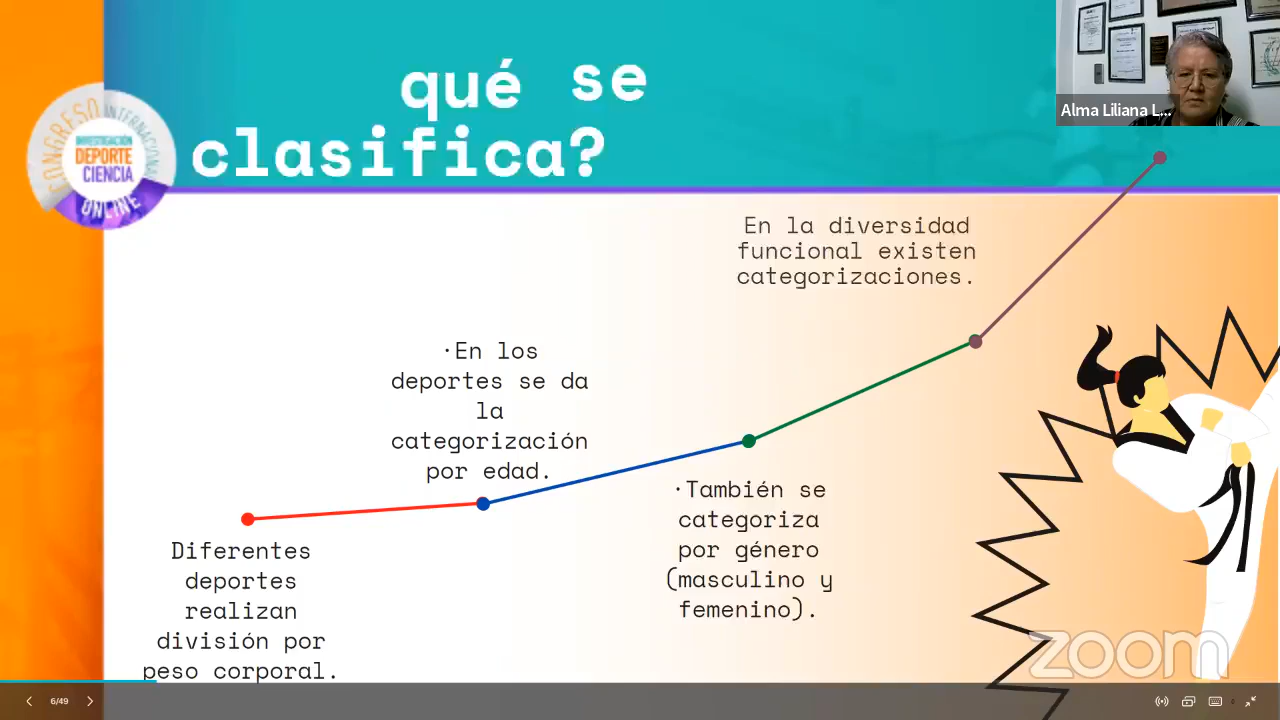 qué se
clasifica?
Alma Liliana L...
CONGRESO INTERNACIONAL
INVESTIGACIÓN
DEPORTE
CIENCIA
ONLINE
En la diversidad
funcional existen
categorizaciones.
·En los
deportes se da
la
categorización
por edad.
·También se
categoriza
por género
(masculino y
femenino).
Diferentes
deportes
realizan
división por
peso corporal.
zoom
6/49